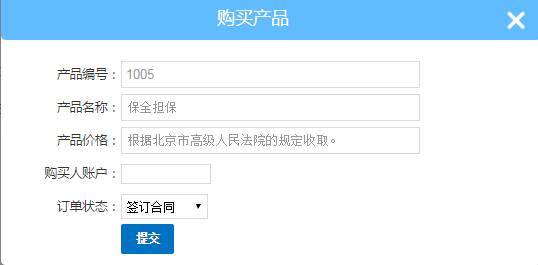 购买产品
产品编号：1005
产品名称：保全担保
产品价格：根据北京市高级人民法院的规定收取。
购买人账户：
订单状态：签订合同
提交